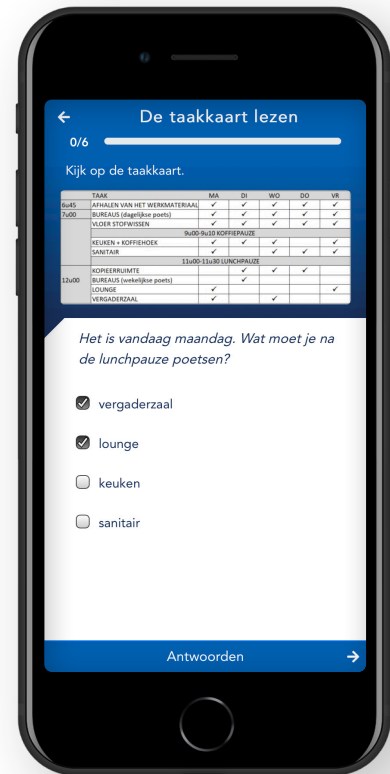 De taakkaart lezen
0/6
Kijk op de taakkaart.
TAAK MA DI WO DO VR
6u45 AFHALEN VAN HET WERKMATERIAAL ✓ ✓ ✓ ✓ ✓
7u00 BUREAUS (dagelijkse poets) ✓ ✓ ✓ ✓ ✓
VLOER STOFWISSEN ✓ ✓ ✓ ✓ ✓
9u00-9u10 KOFFIEPAUZE
KEUKEN + KOFFIEHOEK ✓ ✓ ✓ ✓
SANITAIR ✓ ✓ ✓ ✓
11u00-11u30 LUNCHPAUZE
KOPIEERRUIMTE ✓ ✓ ✓
12u00 BUREAUS (wekelijkse poets) ✓
LOUNGE ✓ ✓
VERGADERZAAL ✓ ✓
Het is vandaag maandag. Wat moet je na
de lunchpauze poetsen?
vergaderzaal
lounge
keuken
sanitair
Antwoorden